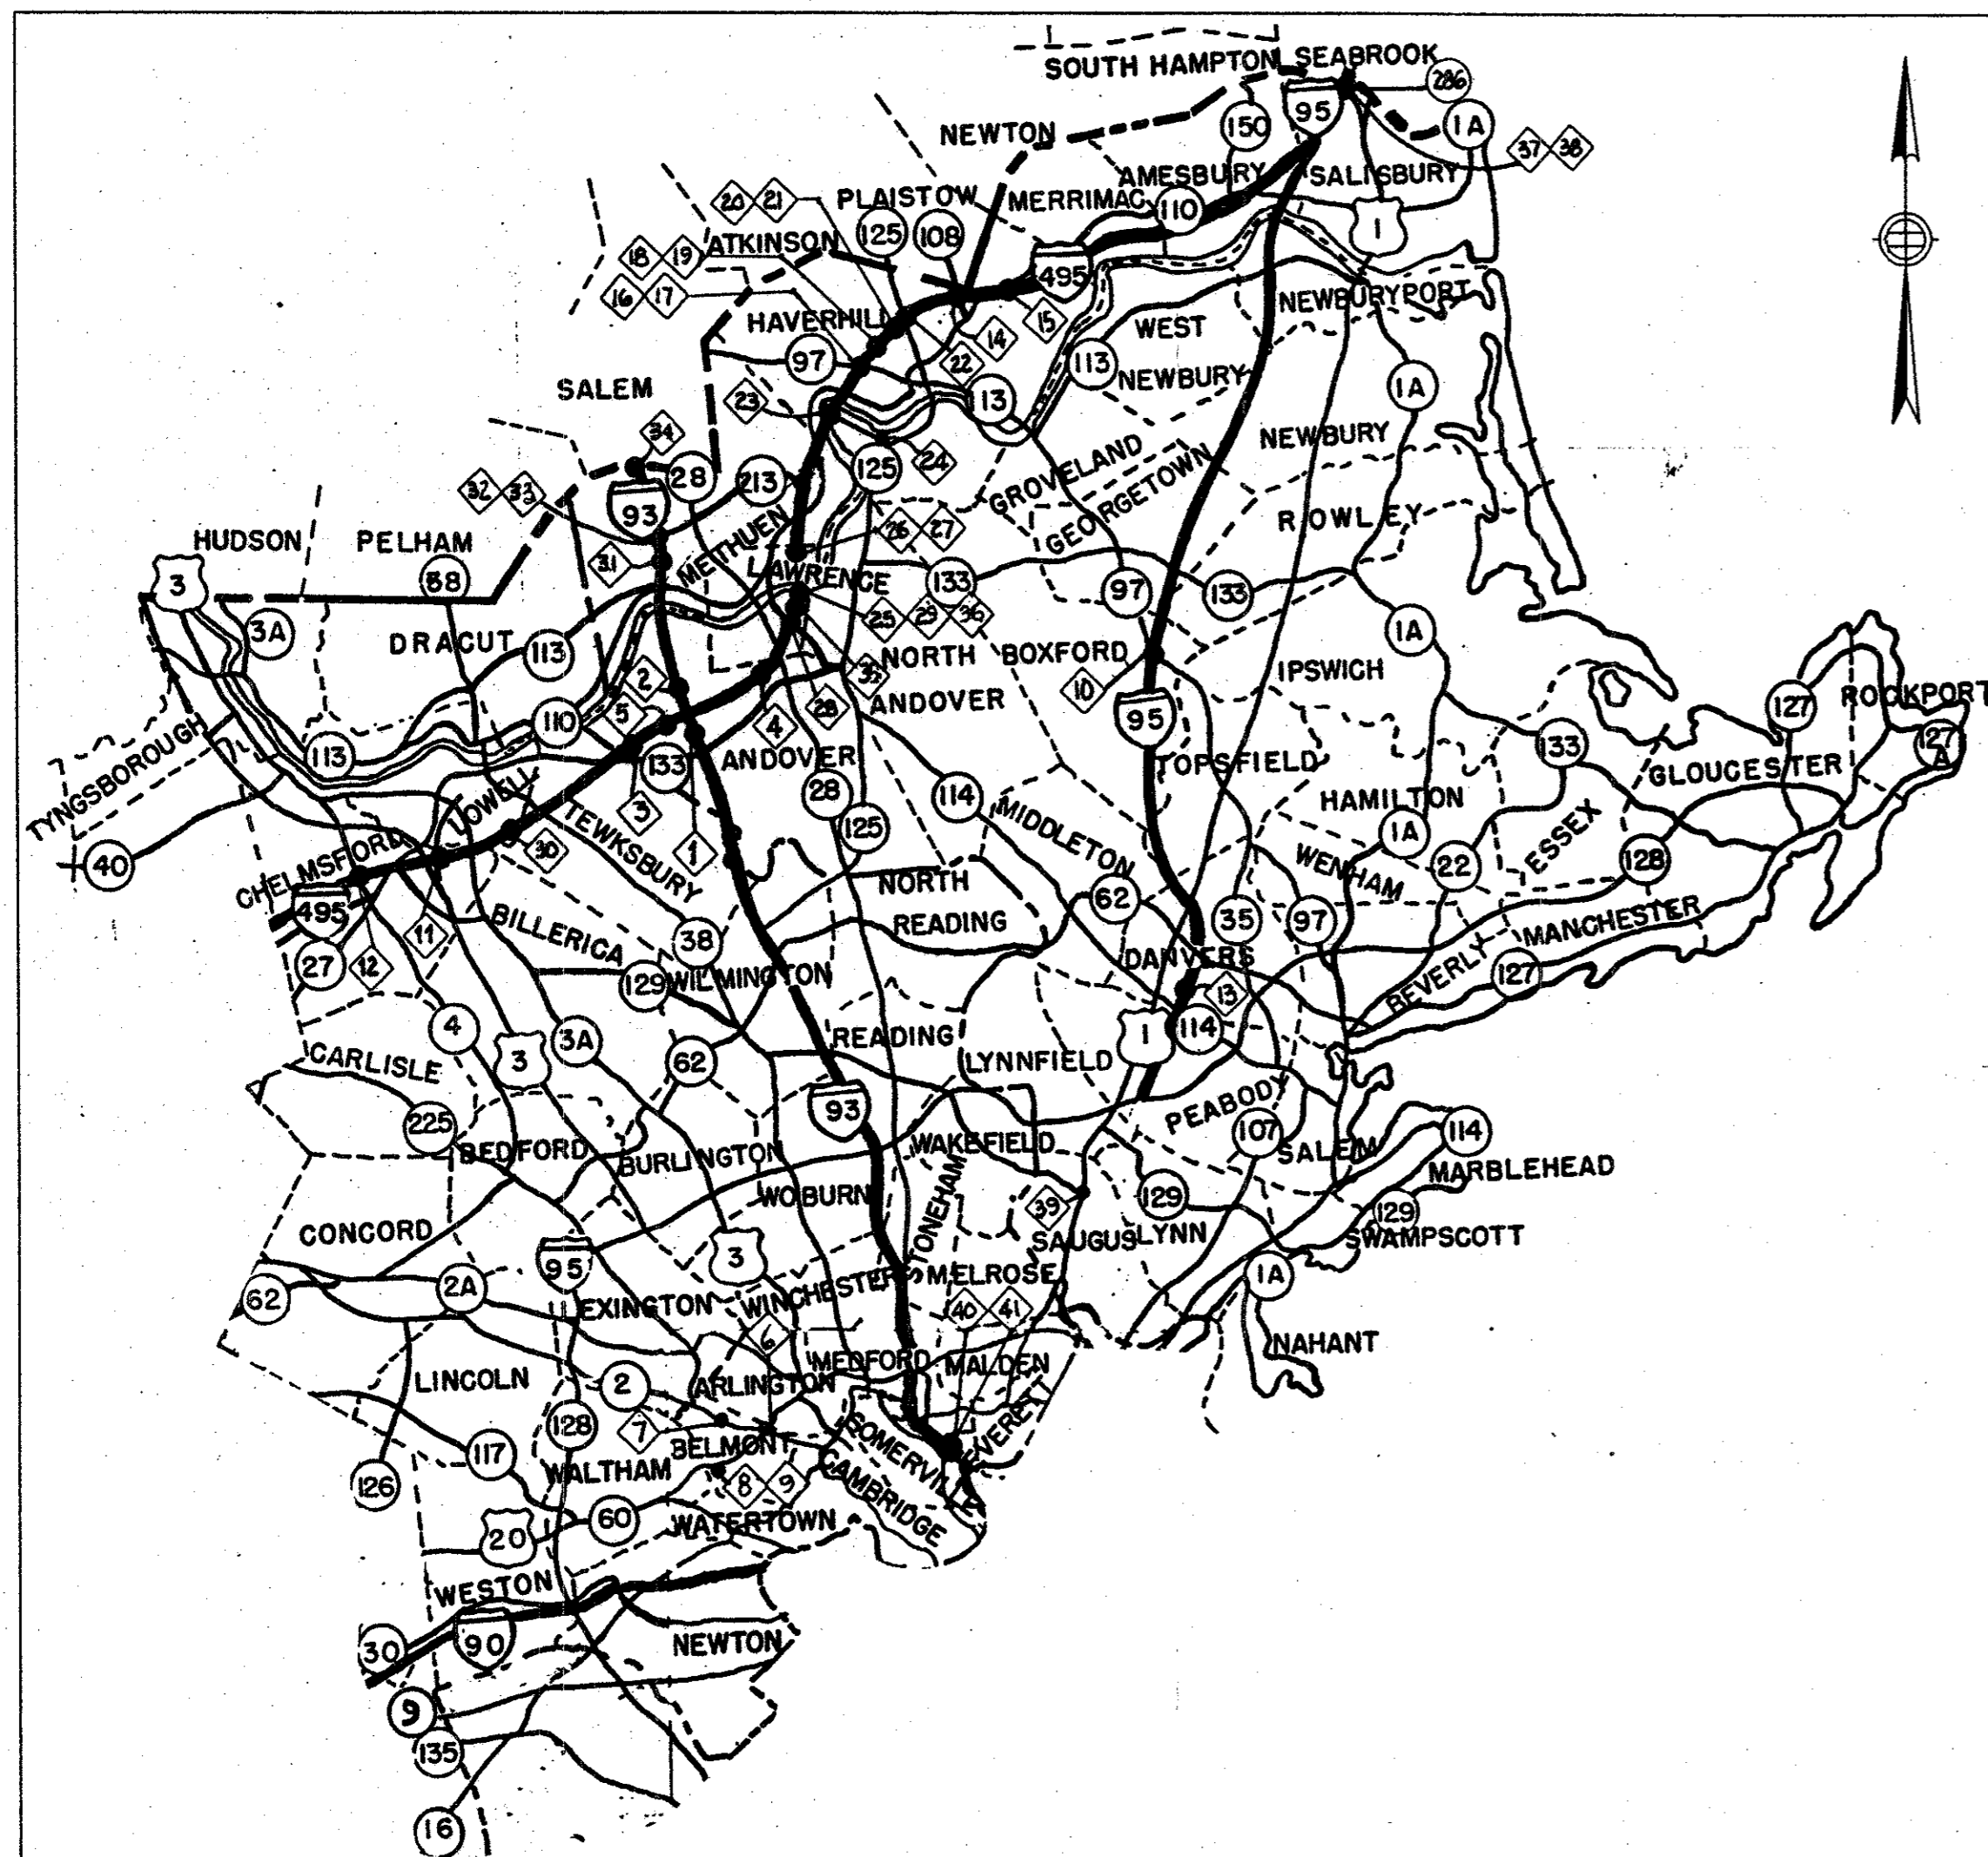 SOUTH HAMPTON SEABROOK
286
95
150
1A
NEWTON
37 38
AMESBURY SALISBURY
20 21
PLAISTOW
MERRIMAC
110
1
125 108
18 19 ATKINSON
495
16 17
NEWBURYPORT
HAVERHILL
15
14
WEST
97
22
113
NEWBURY
1A
SALEM
23
113
34
NEWBURY
GROVELAND
24
125
28
213
32 33
93
GEORGETOWN
ROWLEY
HUDSON PELHAM
METHUEN
26 27
31
LAWRENCE
3
38
133
97
133
3A
25 29 36
DRACUT
113
1A
NORTH BOXFORD
35
IPSWICH
2
10
ANDOVER
28
4
5
110
95
127
ROCKPORT
127
A
TYNGSBOROUGH
113
133
ANDOVER
133
TOPSFIELD
GLOUCESTER
28
114
HAMILTON
LOWELL
TEWKSBURY
3
125
MIDDLETON
1A
ESSEX
40
CHELMSFORD
30
1
WENHAM
22
128
NORTH
62
495
BILLERICA
READING
35
97
MANCHESTER
11
38
27
12
129
WILMINGTON
DANVERS
BEVERLY
127
13
4
3A
READING
1
114
CARLISLE
3
62
LYNNFIELD
93
225
PEABODY
107
114
BEDFORD
BURLINGTON
WAKEFIELD
SALEM
MARBLEHEAD
WOBURN
STONEHAM
129
39
129
CONCORD
SAUGUS LYNN
SWAMPSCOTT
95
3
62
2A
MELROSE
1A
LEXINGTON
WINCHESTER
40 41
6
NAHANT
MEDFORD
MALDEN
LINCOLN
2
ARLINGTON
128
7
EVERETT
BELMONT
SOMERVILLE
117
WALTHAM
126
8 9
CAMBRIDGE
60
WATERTOWN
20
WESTON
30
90
NEWTON
9
135
16